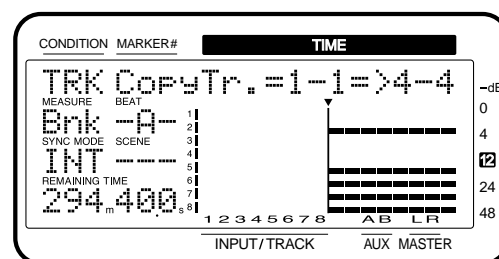 CONDITION MARKER# TIME
TRK CopyTr.=1-1=>4-4
MEASURE BEAT
Bnk -A-
SYNC MODE SCENE
INT ---
REMAINING TIME
294m400s
1
2
3
4
5
6
7
8
1 2 3 4 5 6 7 8 A B L R
INPUT/TRACK AUX MASTER
-dB
0
4
12
24
48